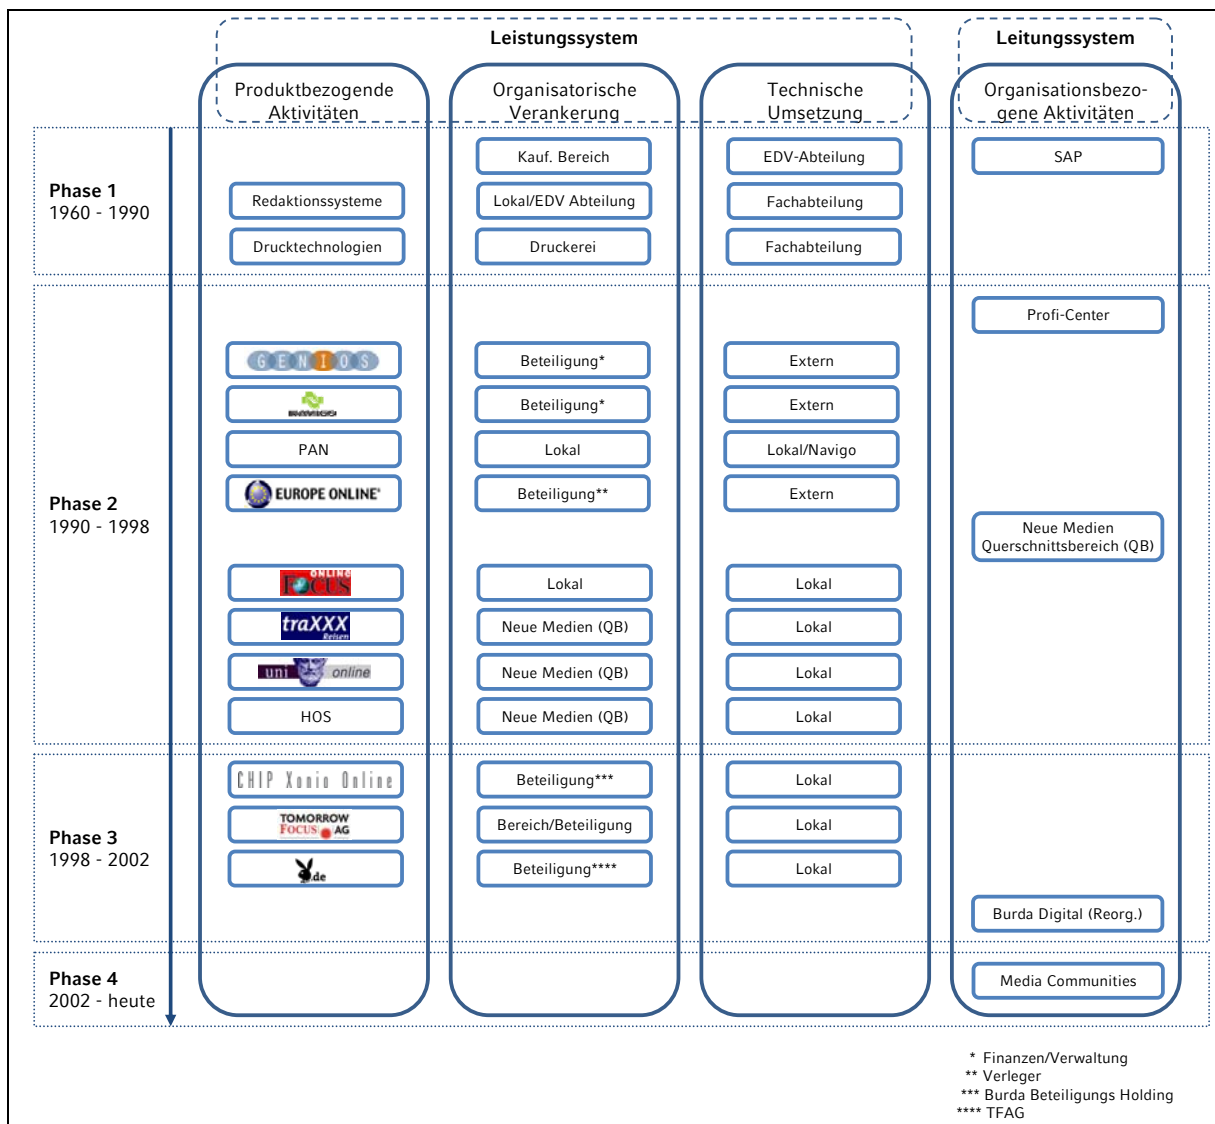 Leistungssystem
Leitungssystem
Produktbezogende
Aktivitäten
Organisatorische
Verankerung
Technische
Umsetzung
Organisationsbezo-
gene Aktivitäten
Phase 1
1960 - 1990
Kauf. Bereich
EDV-Abteilung
SAP
Redaktionssysteme
Lokal/EDV Abteilung
Fachabteilung
Drucktechnologien
Druckerei
Fachabteilung
Phase 2
1990 - 1998
Profi-Center
GENIOS
Beteiligung*
Extern
Beteiligung*
Extern
PAN
Lokal
Lokal/Navigo
EUROPE ONLINE
Beteiligung**
Extern
Neue Medien
Querschnittsbereich (QB)
ONLINE
FOCUS
Lokal
Lokal
traXXX
Reisen
Neue Medien (QB)
Lokal
uni online
Neue Medien (QB)
Lokal
HOS
Neue Medien (QB)
Lokal
Phase 3
1998 - 2002
CHIP Xonio Online
Beteiligung***
Lokal
TOMORROW
FOCUS AG
Bereich/Beteiligung
Lokal
.de
Beteiligung****
Lokal
Burda Digital (Reorg.)
Phase 4
2002 - heute
Media Communities
* Finanzen/Verwaltung
** Verleger
*** Burda Beteiligungs Holding
**** TFAG